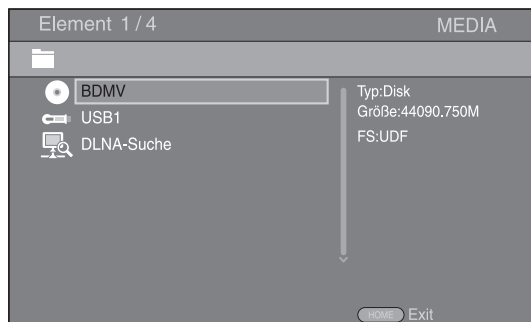 Element 1 / 4
MEDIA
BDMV
USB1
DLNA-Suche
Typ:Disk
Größe:44090.750M
FS:UDF
HOME Exit